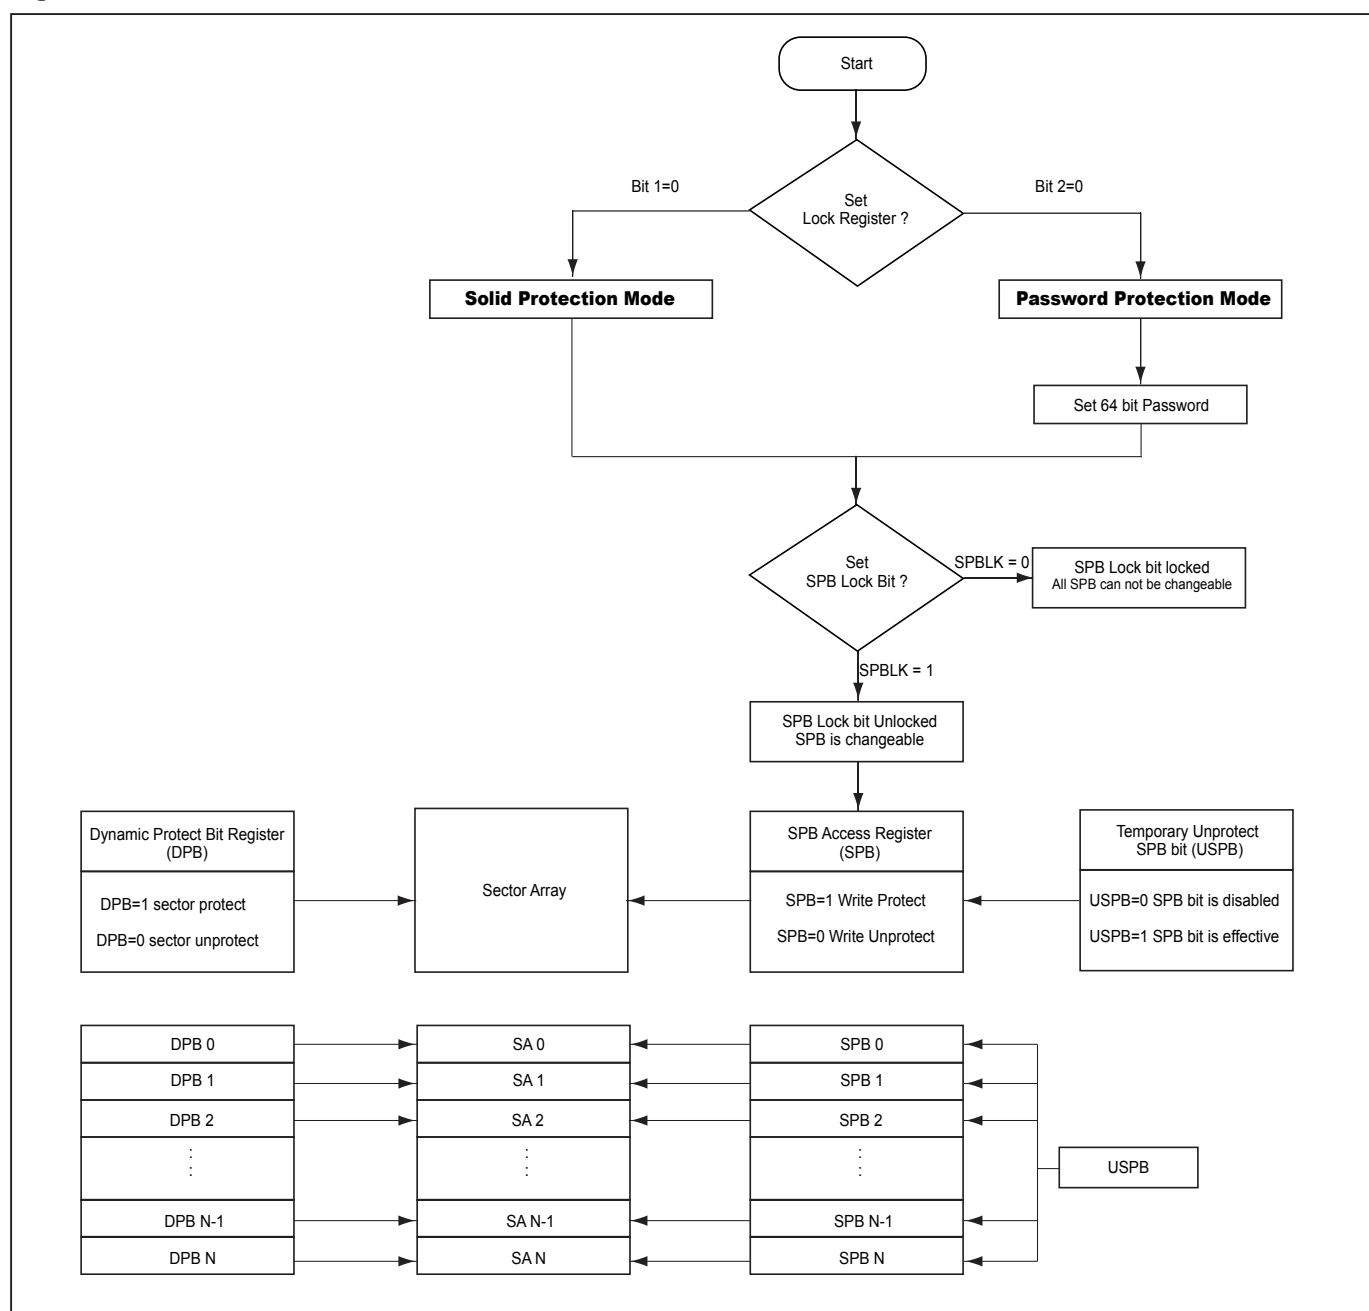 Start
Bit 1=0
Bit 2=0
Set
Lock Register ?
Solid Protection Mode
Password Protection Mode
Set 64 bit Password
Set
SPB Lock Bit ?
SPBLK = 0
SPB Lock bit locked
All SPB can not be changeable
SPBLK = 1
SPB Lock bit Unlocked
SPB is changeable
Dynamic Protect Bit Register
(DPB)
DPB=1 sector protect
DPB=0 sector unprotect
Sector Array
SPB Access Register
(SPB)
SPB=1 Write Protect
SPB=0 Write Unprotect
Temporary Unprotect
SPB bit (USPB)
USPB=0 SPB bit is disabled
USPB=1 SPB bit is effective
DPB 0
SA 0
SPB 0
DPB 1
SA 1
SPB 1
DPB 2
SA 2
SPB 2
DPB N-1
SA N-1
SPB N-1
DPB N
SA N
SPB N
USPB